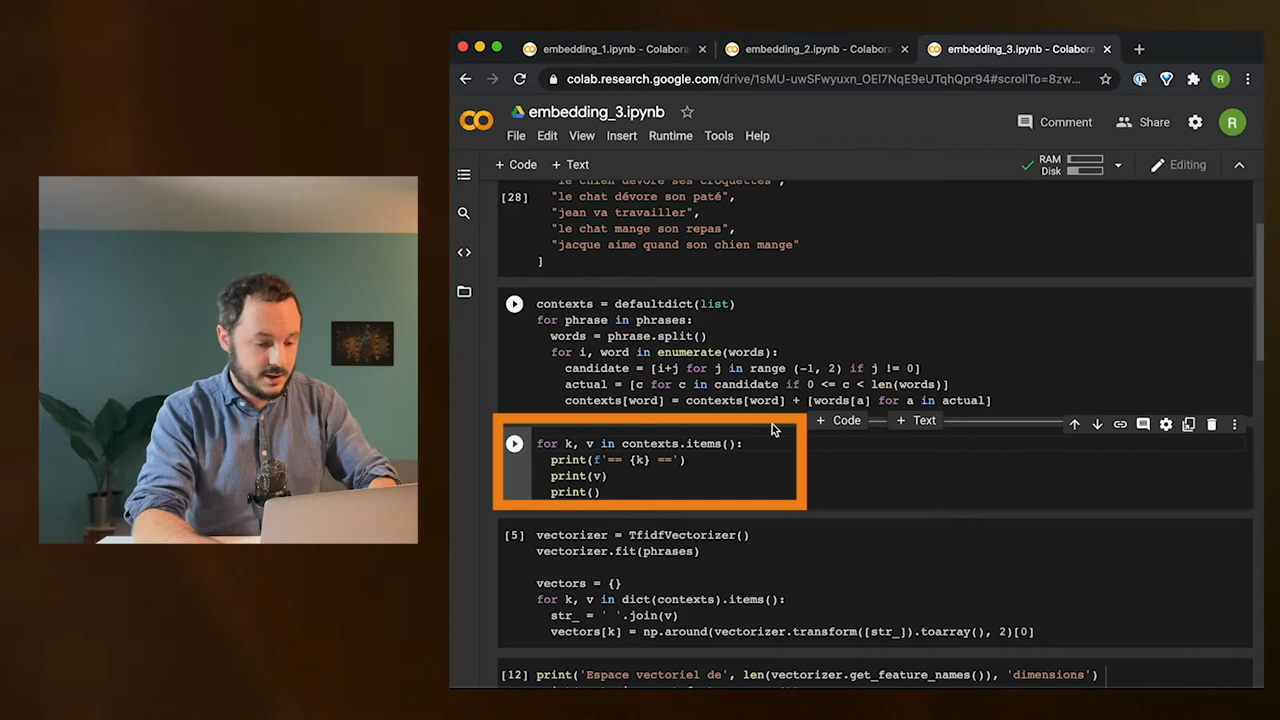 embedding_1.ipynb - Colabora
embedding_2.ipynb - Colabora
embedding_3.ipynb - Colabora
colab.research.google.com/drive/1sMU-uwSFwyuxn_OEI7NqE9eUTqhQpr94#scrollTo=8zw…
R
embedding_3.ipynb
File Edit View Insert Runtime Tools Help
Comment
Share
R
+ Code + Text
RAM
Disk
Editing
"le chien dévore ses croquettes",
[28] "le chat dévore son paté",
"jean va travailler",
"le chat mange son repas",
"jacque aime quand son chien mange"
]
contexts = defaultdict(list)
for phrase in phrases:
words = phrase.split()
for i, word in enumerate(words):
candidate = [i+j for j in range (-1, 2) if j != 0]
actual = [c for c in candidate if 0 <= c < len(words)]
contexts[word] = contexts[word] + [words[a] for a in actual]
+ Code + Text
for k, v in contexts.items():
print(f'== {k} ==')
print(v)
print()
[5] vectorizer = TfidfVectorizer()
vectorizer.fit(phrases)
vectors = {}
for k, v in dict(contexts).items():
str_ = ' '.join(v)
vectors[k] = np.around(vectorizer.transform([str_]).toarray(), 2)[0]
[12] print('Espace vectoriel de', len(vectorizer.get_feature_names()), 'dimensions')